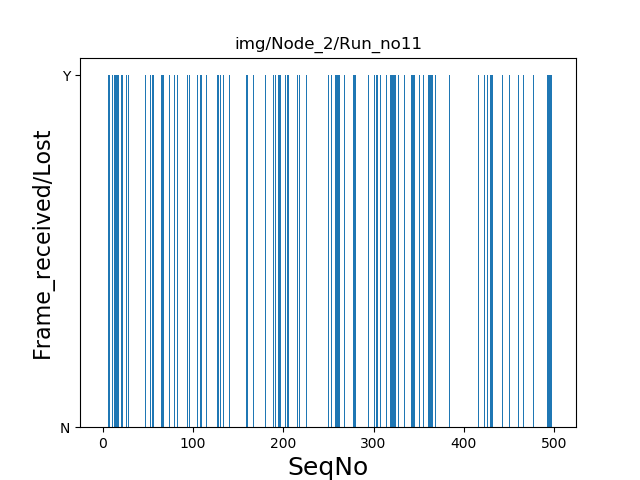 img/Node_2/Run_no11
Y
Frame_received/Lost
N
0 100 200 300 400 500
SeqNo